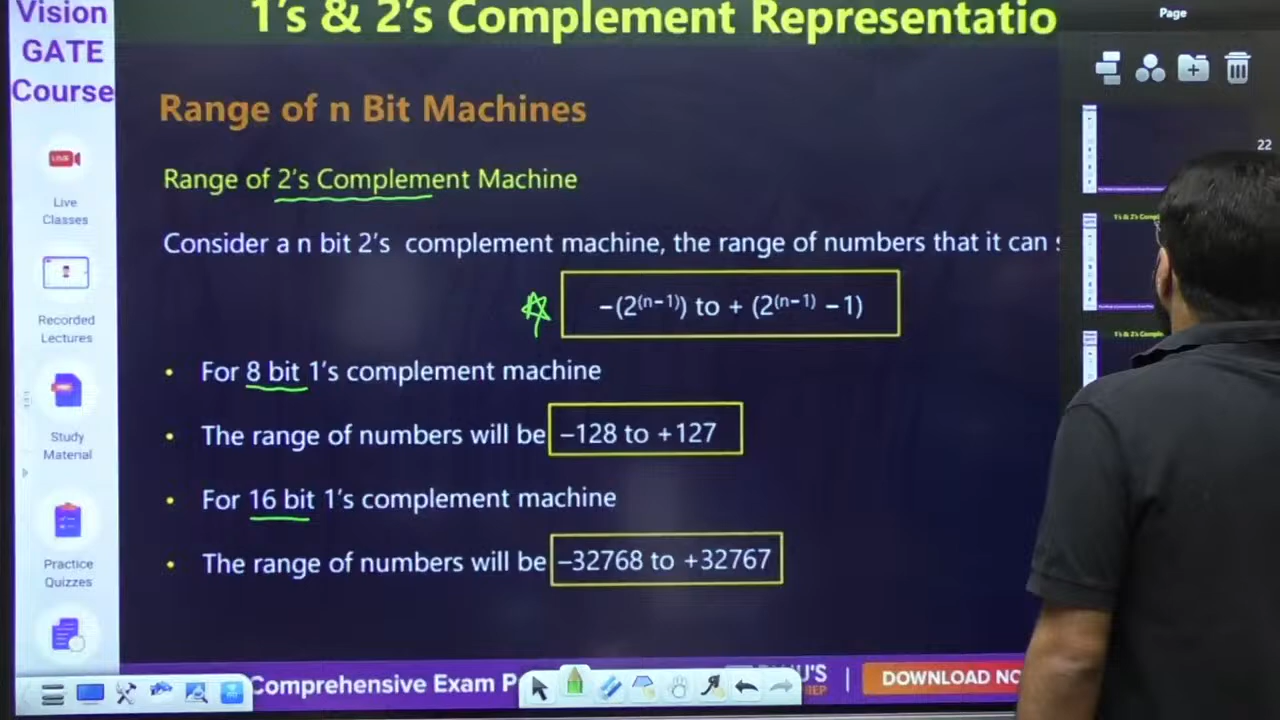 Vision
GATE
Course
Live
Classes
Recorded
Lectures
Study
Material
Practice
Quizzes
1's & 2's Complement Representatio
Range of n Bit Machines
Range of 2's Complement Machine
Consider a n bit 2's complement machine, the range of numbers that it can
−(2⁽ⁿ⁻¹⁾) to + (2⁽ⁿ⁻¹⁾ −1)
• For 8 bit 1's complement machine
• The range of numbers will be −128 to +127
• For 16 bit 1's complement machine
• The range of numbers will be −32768 to +32767
Comprehensive Exam P
DOWNLOAD NO
Page
22